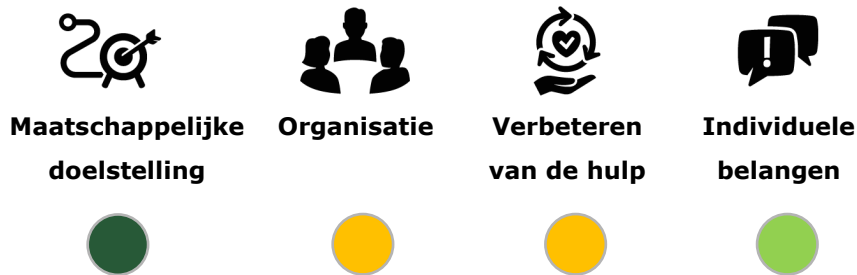 Maatschappelijke doelstelling
Organisatie
Verbeteren van de hulp
Individuele belangen